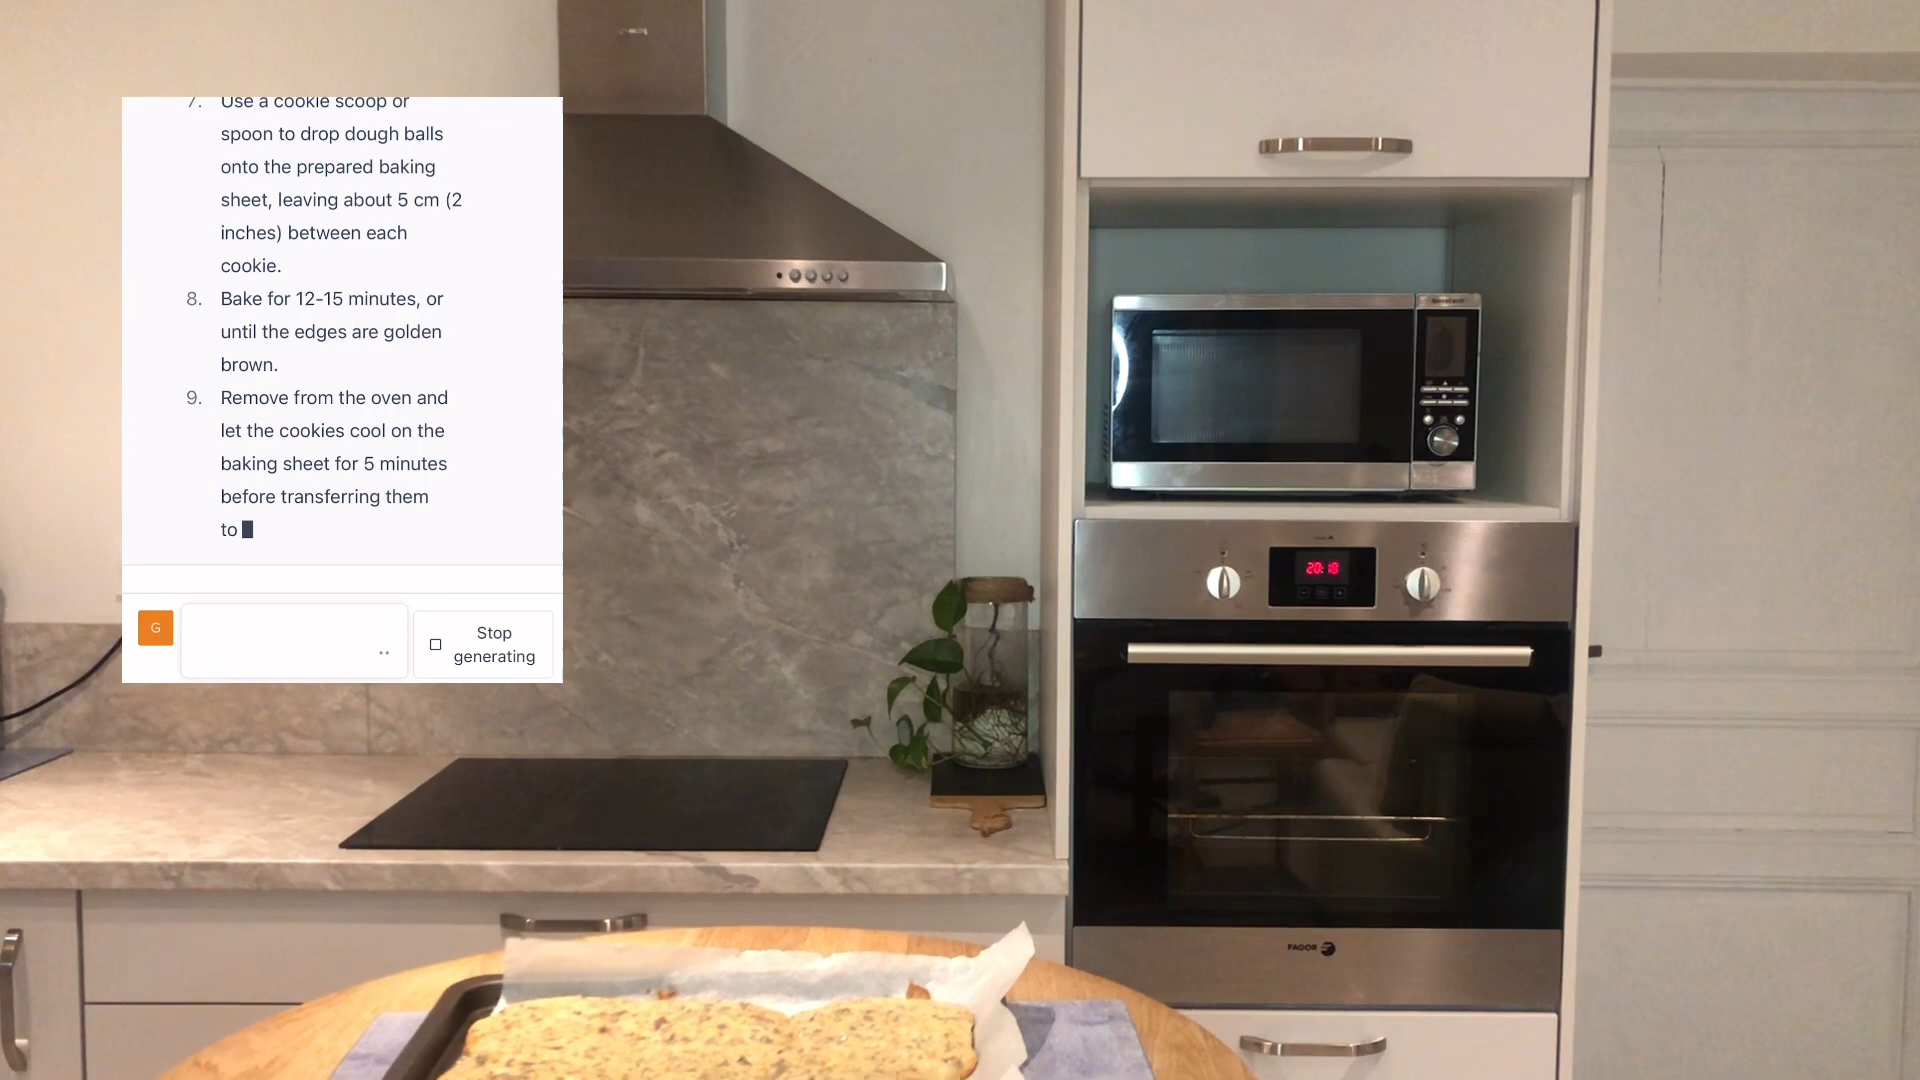 7. Use a cookie scoop or
spoon to drop dough balls
onto the prepared baking
sheet, leaving about 5 cm (2
inches) between each
cookie.
8. Bake for 12-15 minutes, or
until the edges are golden
brown.
9. Remove from the oven and
let the cookies cool on the
baking sheet for 5 minutes
before transferring them
to
G
Stop
generating
20:18
FAGOR